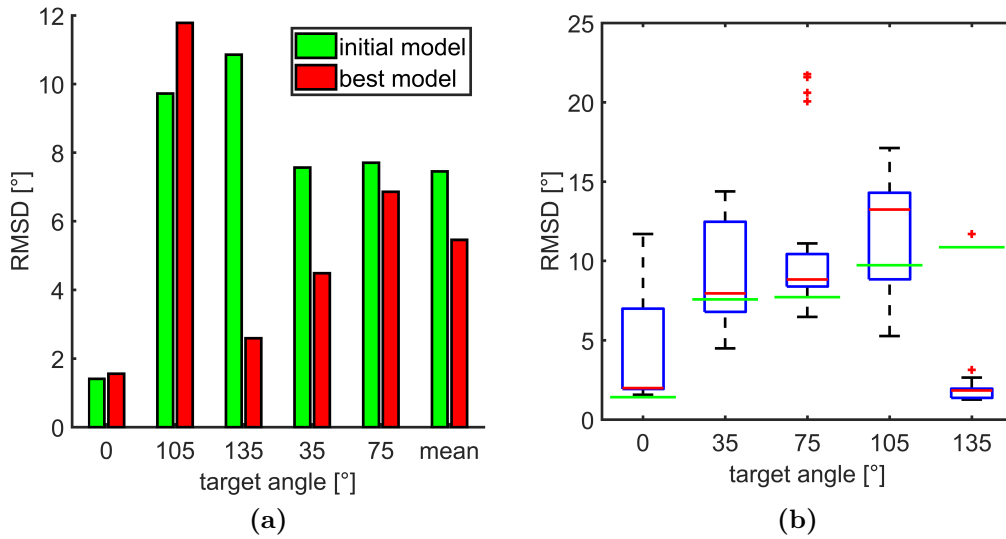 12
10
8
6
4
2
0
RMSD [°]
initial model
best model
0 105 135 35 75 mean
target angle [°]
(a)
25
20
15
10
5
0
RMSD [°]
0 35 75 105 135
target angle [°]
(b)